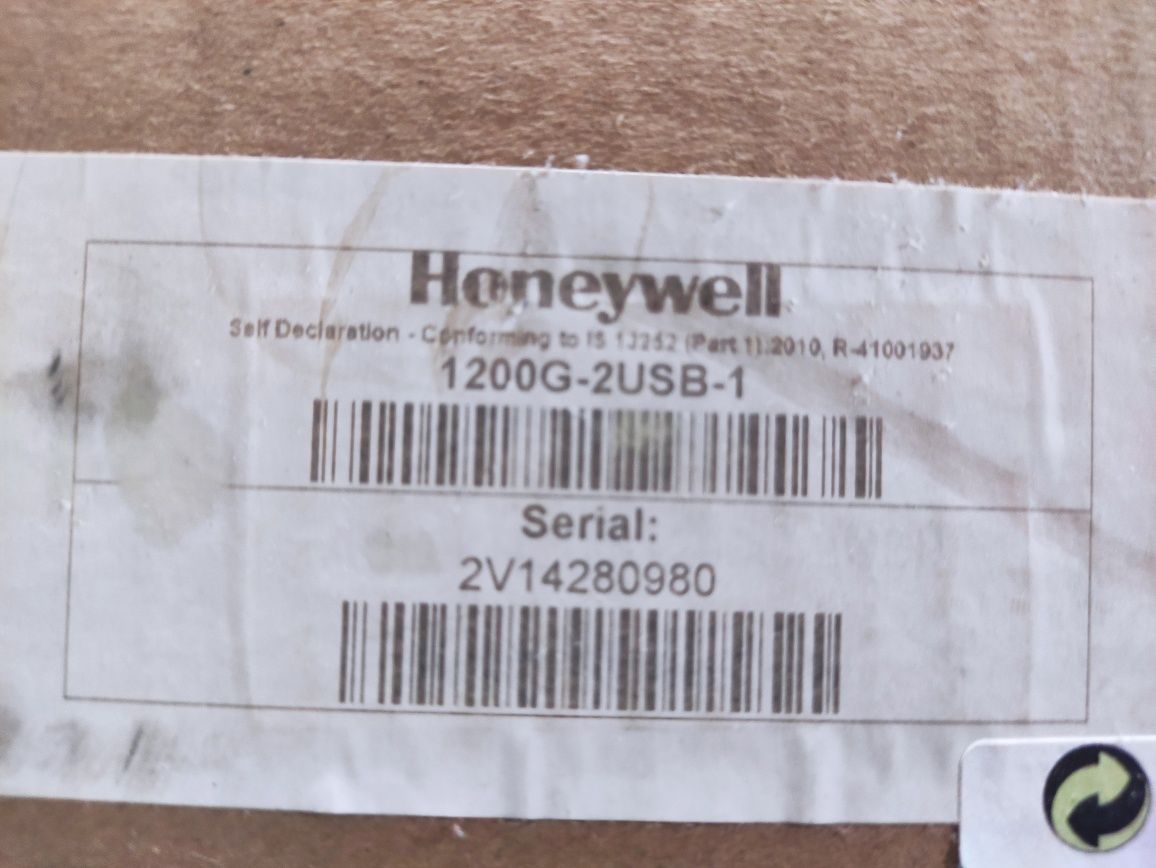 Honeywell
Self Declaration - Conforming to IS 13252 (Part 1):2010, R-41001937
1200G-2USB-1
Serial:
2V14280980